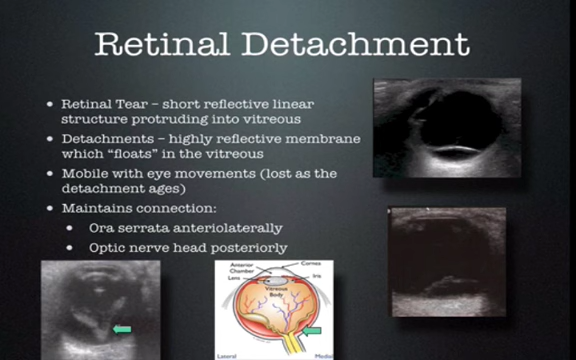 Retinal Detachment
• Retinal Tear – short reflective linear
structure protruding into vitreous
• Detachments – highly reflective membrane
which "floats" in the vitreous
• Mobile with eye movements (lost as the
detachment ages)
• Maintains connection:
• Ora serrata anteriolaterally
• Optic nerve head posteriorly
Anterior
Chamber
Cornea
Lens
Iris
Vitreous
Body
Lateral
Medial